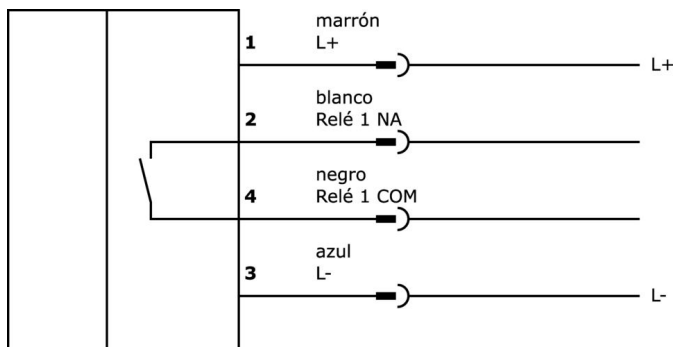 marrón
1 L+
L+
blanco
2 Relé 1 NA
negro
4 Relé 1 COM
azul
3 L-
L-